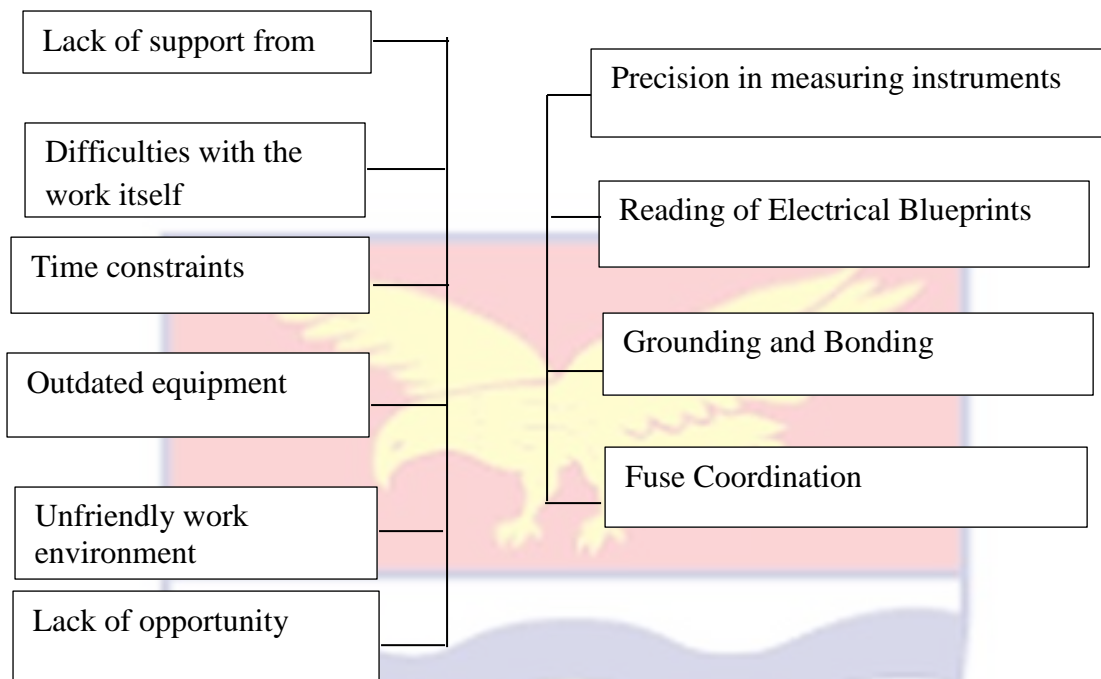 Lack of support from
Difficulties with the
work itself
Time constraints
Outdated equipment
Unfriendly work
environment
Lack of opportunity
Precision in measuring instruments
Reading of Electrical Blueprints
Grounding and Bonding
Fuse Coordination